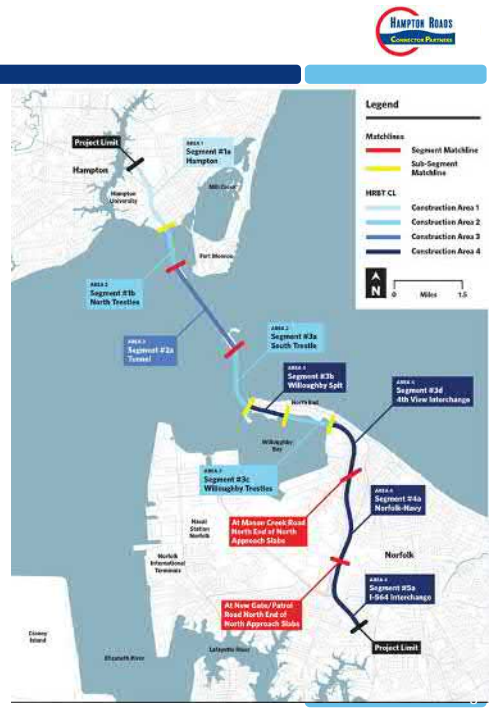 HAMPTON ROADS
CONNECTOR PARTNERS
Legend
Matchlines
Segment Matchline
Sub-Segment
Matchline
HRBT CL
Construction Area 1
Construction Area 2
Construction Area 3
Construction Area 4
N
0 Miles 1.5
Project Limit
Hampton
AREA 1
Segment #1a
Hampton
Hampton
University
Mill Creek
Fort Monroe
AREA 2
Segment #1b
North Trestles
AREA 3
Segment #2a
Tunnel
AREA 2
Segment #3a
South Trestle
AREA 4
Segment #3b
Willoughby Spit
North End
AREA 4
Segment #3d
4th View Interchange
Willoughby
Bay
AREA 2
Segment #3c
Willoughby Trestles
AREA 4
Segment #4a
Norfolk-Navy
At Mason Creek Road
North End of North
Approach Slabs
Naval
Station
Norfolk
Norfolk
International
Terminals
Norfolk
AREA 4
Segment #5a
I-564 Interchange
At New Gate/Patrol
Road North End of
North Approach Slabs
Project Limit
Craney
Island
Elizabeth River
Lafayette River